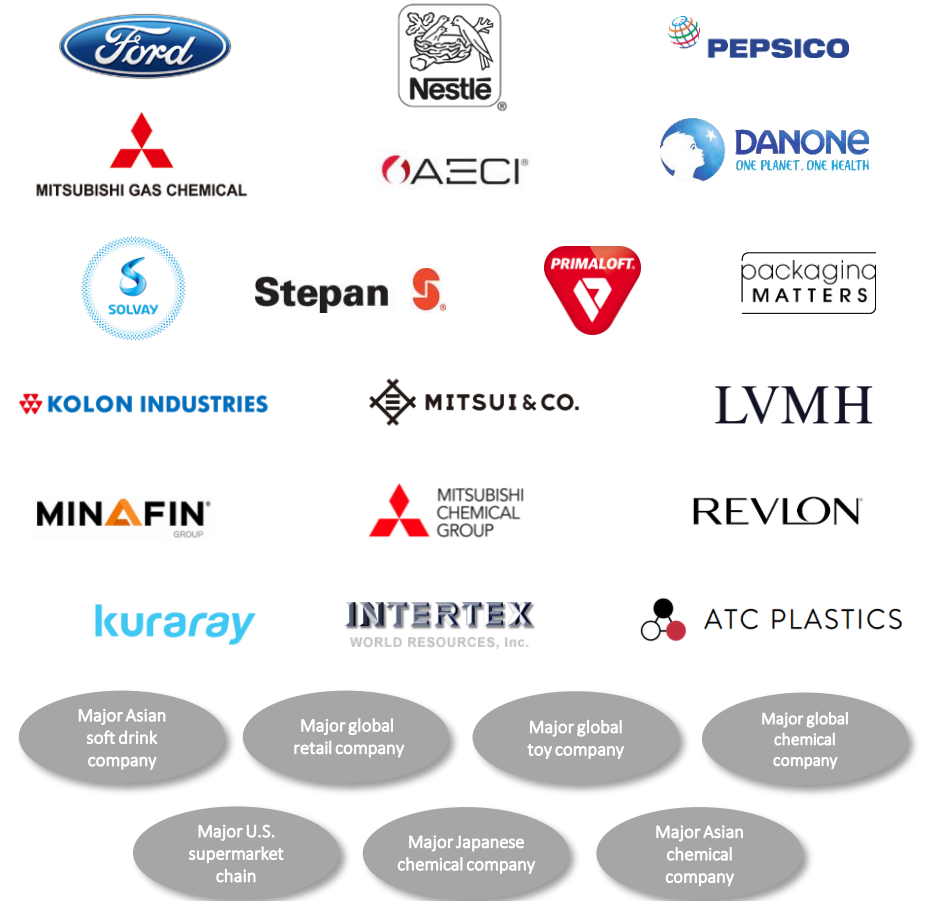 Ford
Nestlé®
PEPSICO
MITSUBISHI GAS CHEMICAL
AECI®
DANONE
ONE PLANET. ONE HEALTH
SOLVAY
Stepan ®
PRIMALOFT®
packaging
MATTERS
KOLON INDUSTRIES
MITSUI & CO.
LVMH
MINAFIN®
GROUP
MITSUBISHI
CHEMICAL
GROUP
REVLON
kuraray
INTERTEX
WORLD RESOURCES, Inc.
ATC PLASTICS
Major Asian
soft drink
company
Major global
retail company
Major global
toy company
Major global
chemical
company
Major U.S.
supermarket
chain
Major Japanese
chemical company
Major Asian
chemical
company